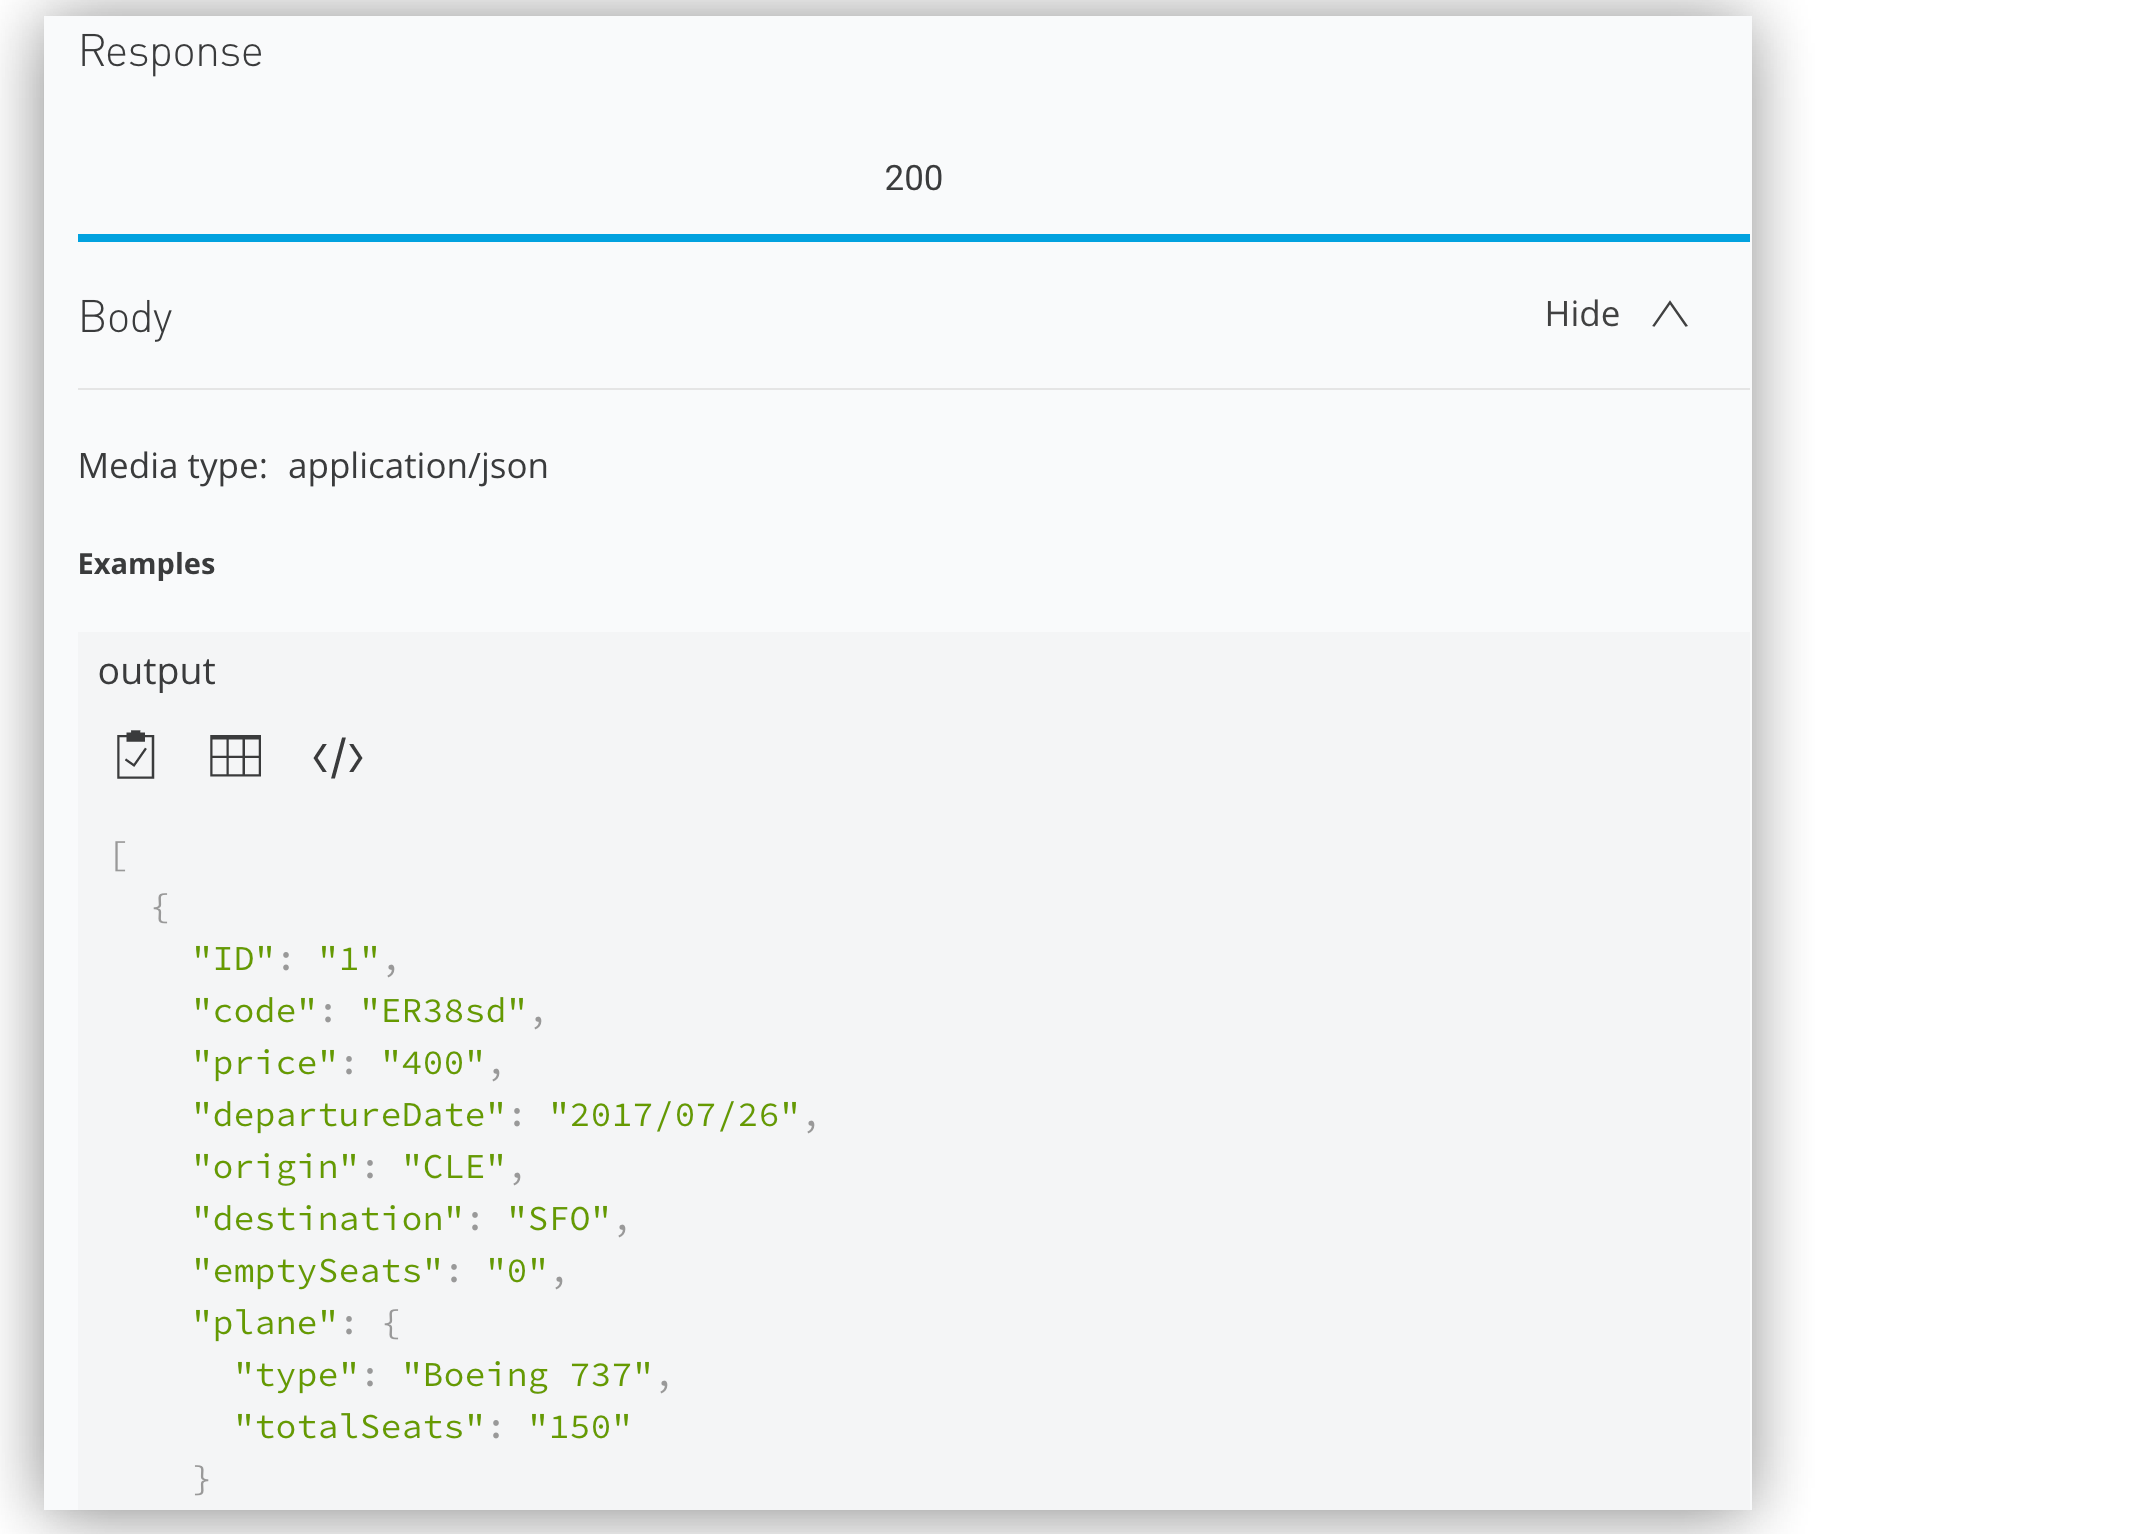 Response
200
Body
Hide
Media type: application/json
Examples
output
[
  {
    "ID": "1",
    "code": "ER38sd",
    "price": "400",
    "departureDate": "2017/07/26",
    "origin": "CLE",
    "destination": "SFO",
    "emptySeats": "0",
    "plane": {
      "type": "Boeing 737",
      "totalSeats": "150"
    }